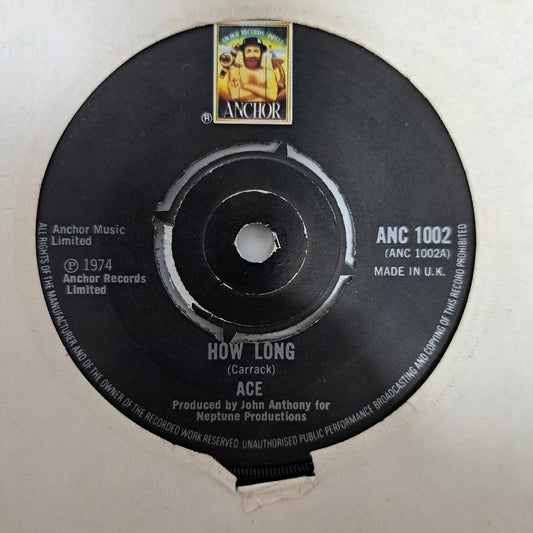 ANCHOR RECORDS
ANCHOR
®
Anchor Music
Limited
℗ 1974
Anchor Records
Limited
ANC 1002
(ANC 1002A)
MADE IN U.K.
HOW LONG
(Carrack)
ACE
Produced by John Anthony for
Neptune Productions
ALL RIGHTS OF THE MANUFACTURER AND OF THE OWNER OF THE RECORDED WORK RESERVED UNAUTHORISED PUBLIC PERFORMANCE BROADCASTING AND COPYING OF THIS RECORD PROHIBITED